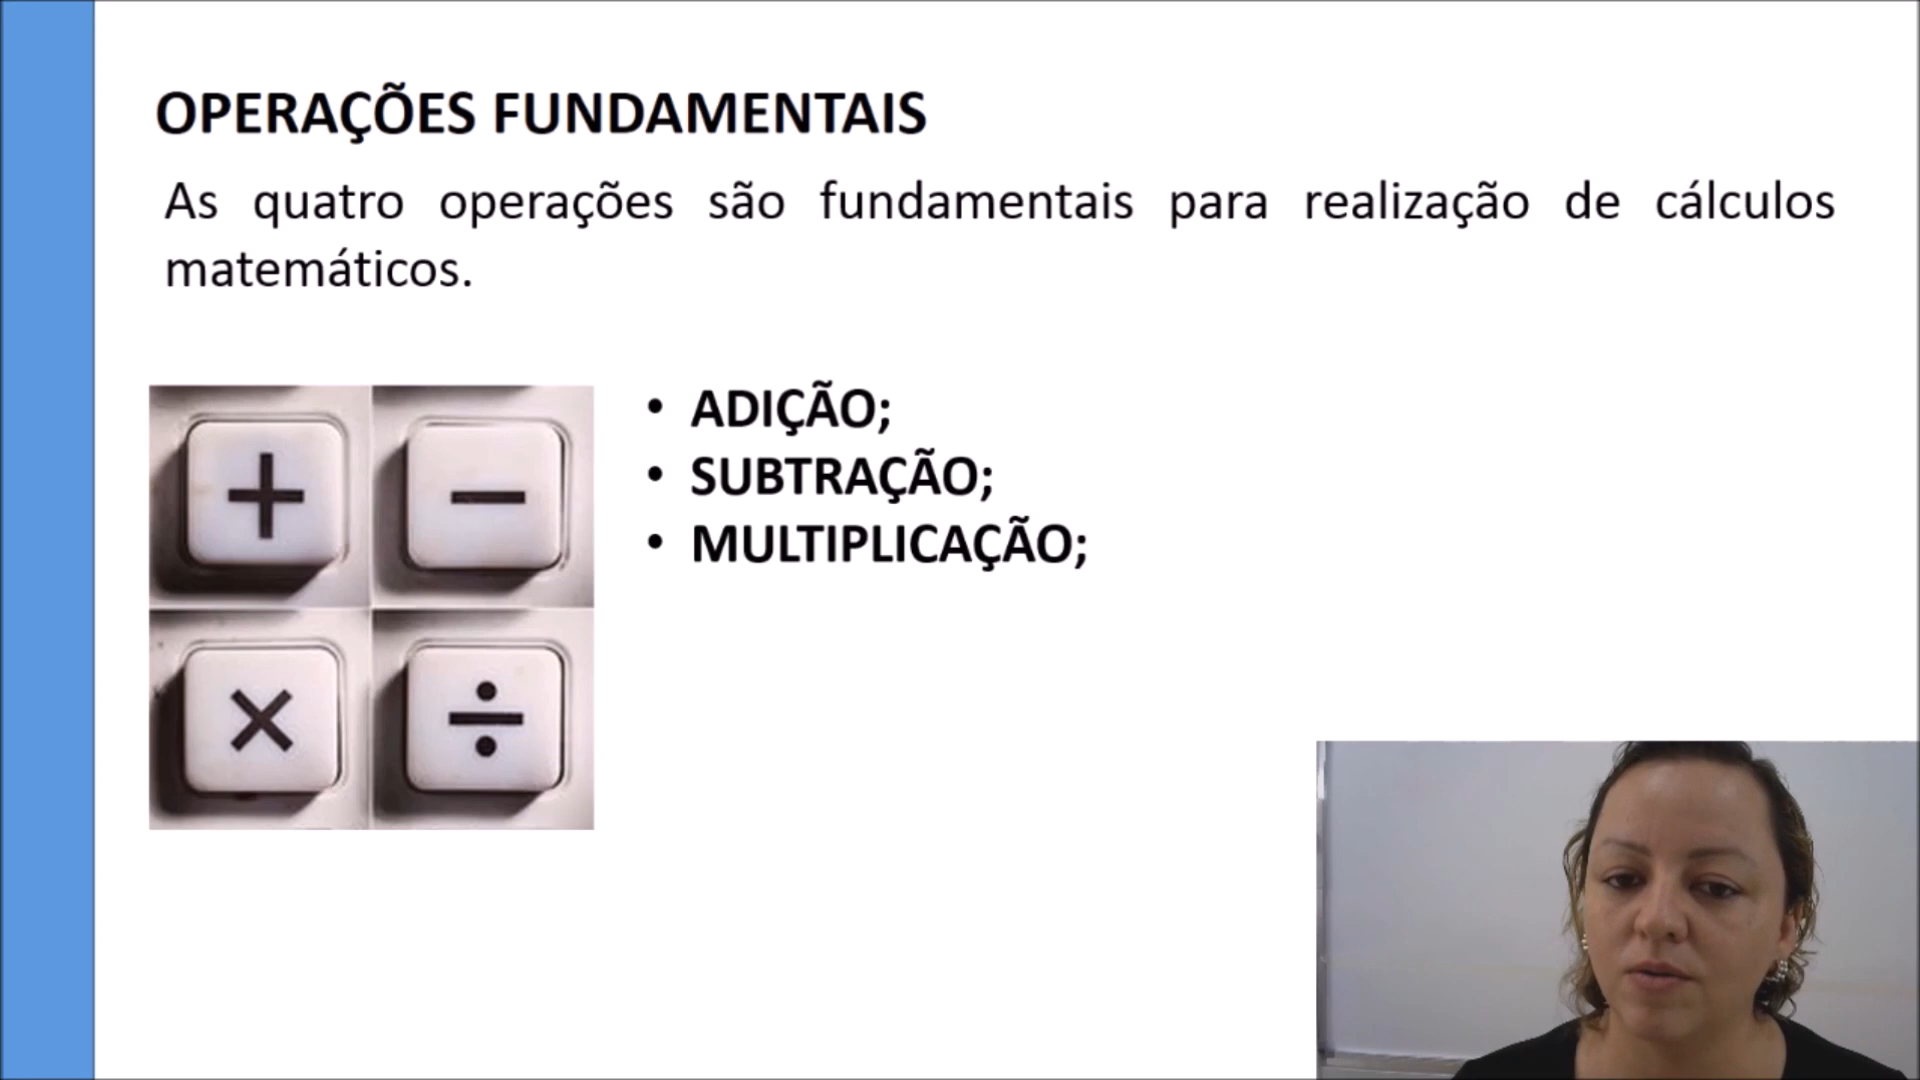 OPERAÇÕES FUNDAMENTAIS
As quatro operações são fundamentais para realização de cálculos
matemáticos.
• ADIÇÃO;
• SUBTRAÇÃO;
• MULTIPLICAÇÃO;
+ −
× ÷